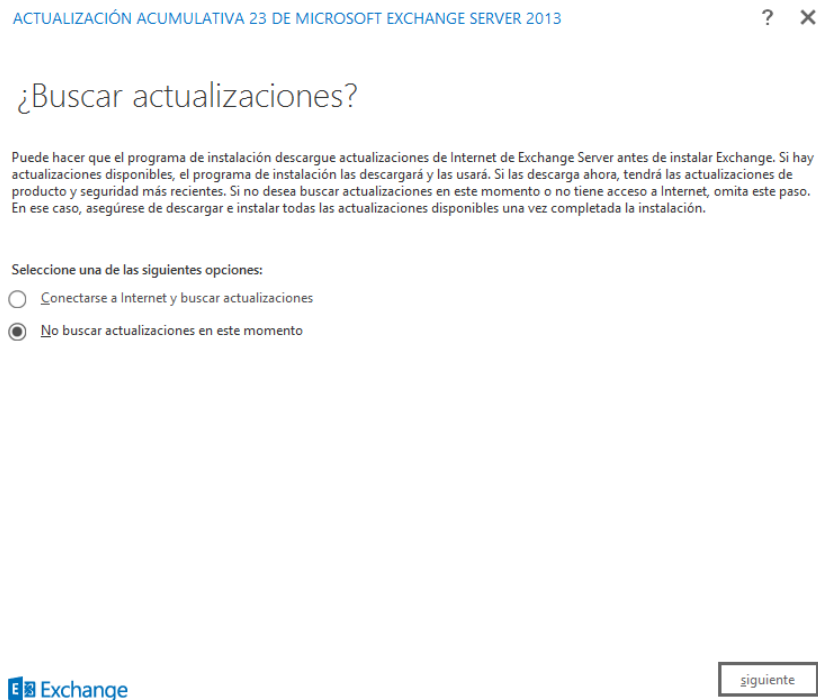 ACTUALIZACIÓN ACUMULATIVA 23 DE MICROSOFT EXCHANGE SERVER 2013
?
¿Buscar actualizaciones?
Puede hacer que el programa de instalación descargue actualizaciones de Internet de Exchange Server antes de instalar Exchange. Si hay
actualizaciones disponibles, el programa de instalación las descargará y las usará. Si las descarga ahora, tendrá las actualizaciones de
producto y seguridad más recientes. Si no desea buscar actualizaciones en este momento o no tiene acceso a Internet, omita este paso.
En ese caso, asegúrese de descargar e instalar todas las actualizaciones disponibles una vez completada la instalación.
Seleccione una de las siguientes opciones:
Conectarse a Internet y buscar actualizaciones
No buscar actualizaciones en este momento
E Exchange
siguiente